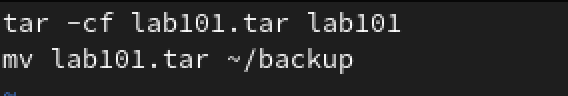 tar -cf lab101.tar lab101
mv lab101.tar ~/backup
~